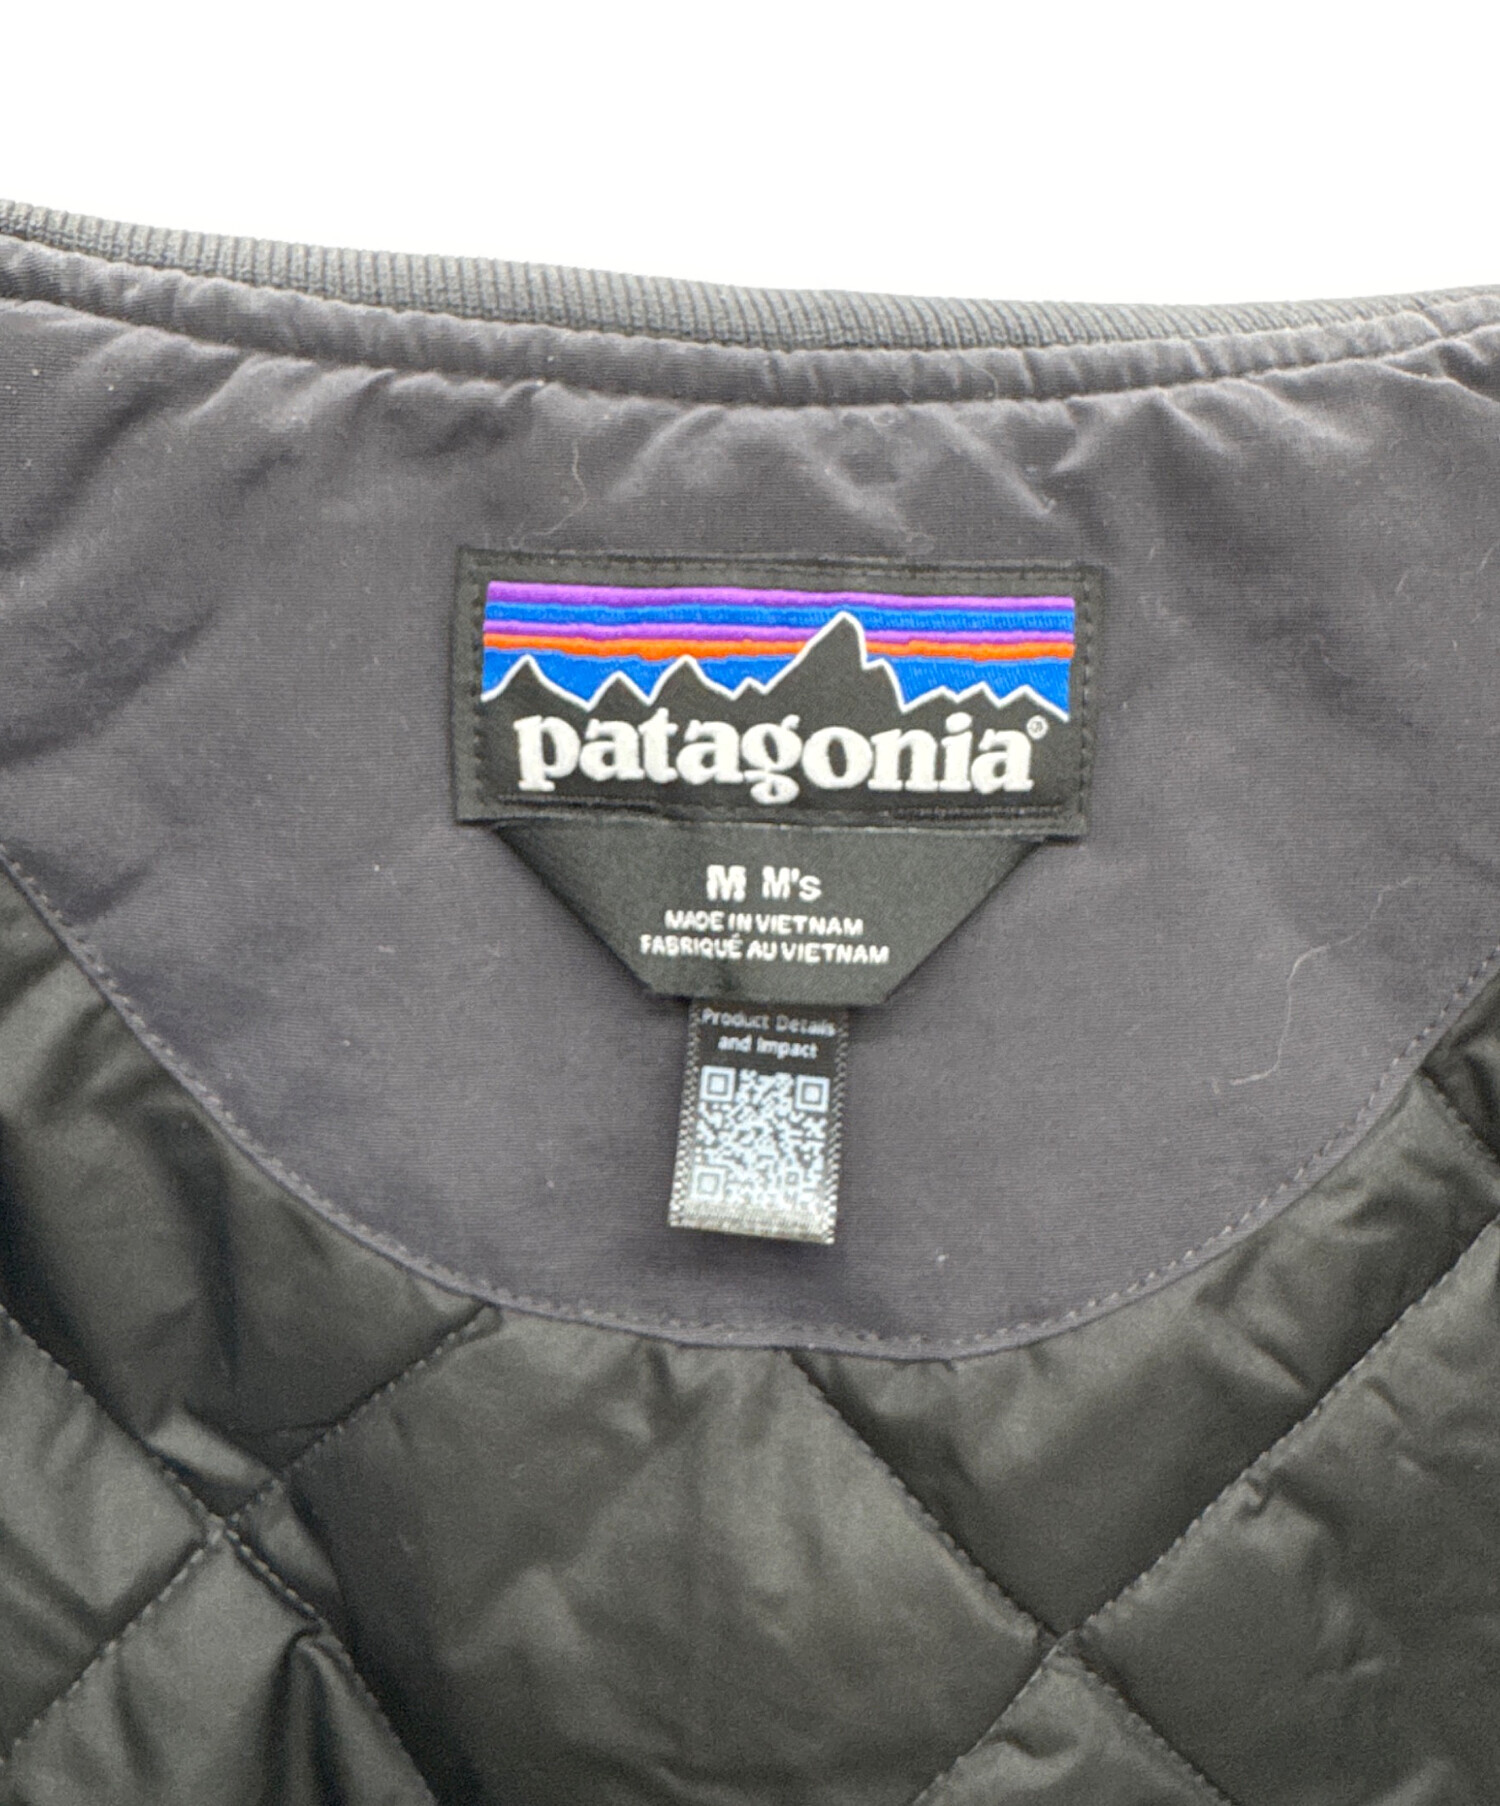 patagonia®
M M's
MADE IN VIETNAM
FABRIQUÉ AU VIETNAM
Product Details
and Impact